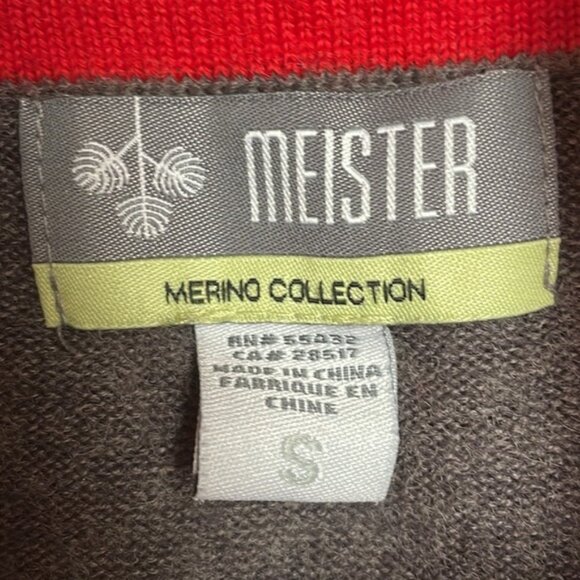 MEISTER
MERINO COLLECTION
RN# 55432
CA# 28517
MADE IN CHINA
FABRIQUE EN
CHINE
S